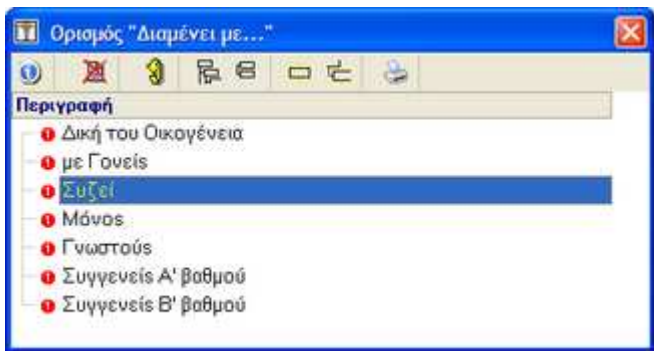 Ορισμός "Διαμένει με..."
Περιγραφή
Δική του Οικογένεια
με Γονείς
Συζεί
Μόνος
Γνωστούς
Συγγενείς Α' βαθμού
Συγγενείς Β' βαθμού